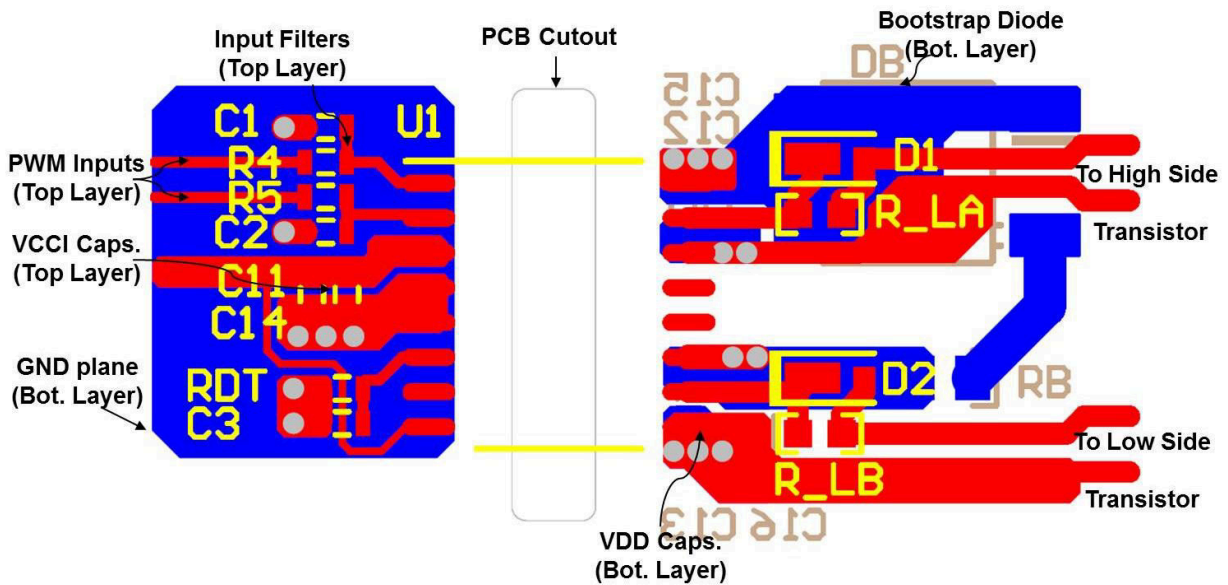 Input Filters
(Top Layer)
PCB Cutout
Bootstrap Diode
(Bot. Layer)
DB
C15
C12
C1
U1
PWM Inputs
(Top Layer)
R4
R5
C2
D1
To High Side
Transistor
R_LA
VCCI Caps.
(Top Layer)
C11
C14
GND plane
(Bot. Layer)
RDT
C3
D2
RB
To Low Side
Transistor
R_LB
C13
C16
VDD Caps.
(Bot. Layer)